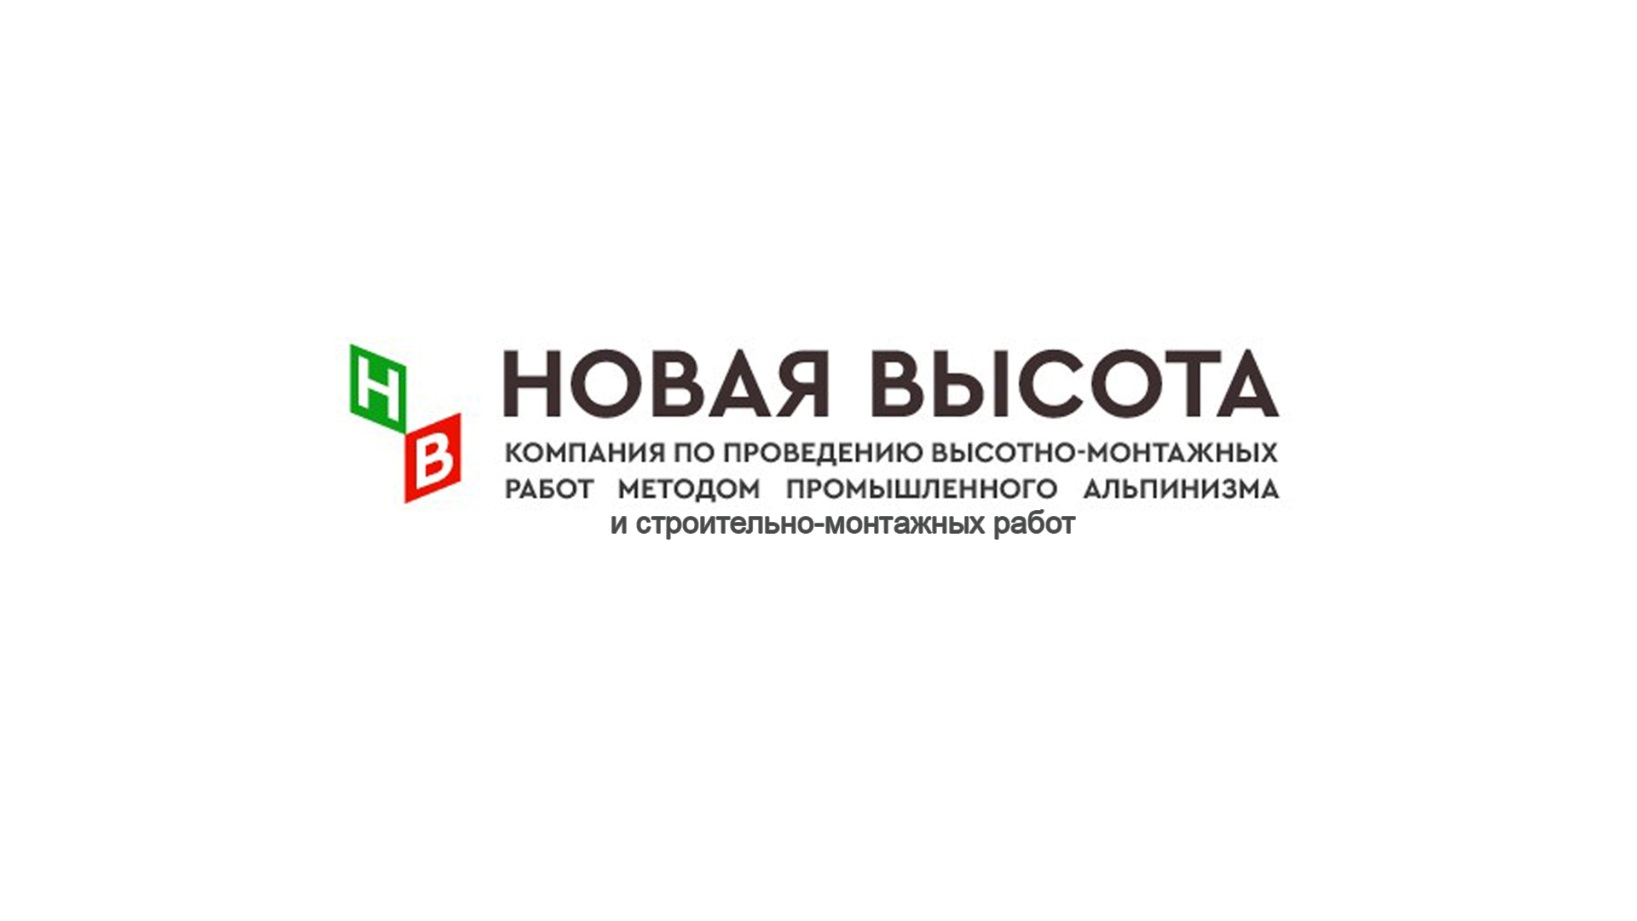 Н
В
НОВАЯ ВЫСОТА
КОМПАНИЯ ПО ПРОВЕДЕНИЮ ВЫСОТНО-МОНТАЖНЫХ
РАБОТ МЕТОДОМ ПРОМЫШЛЕННОГО АЛЬПИНИЗМА
и строительно-монтажных работ